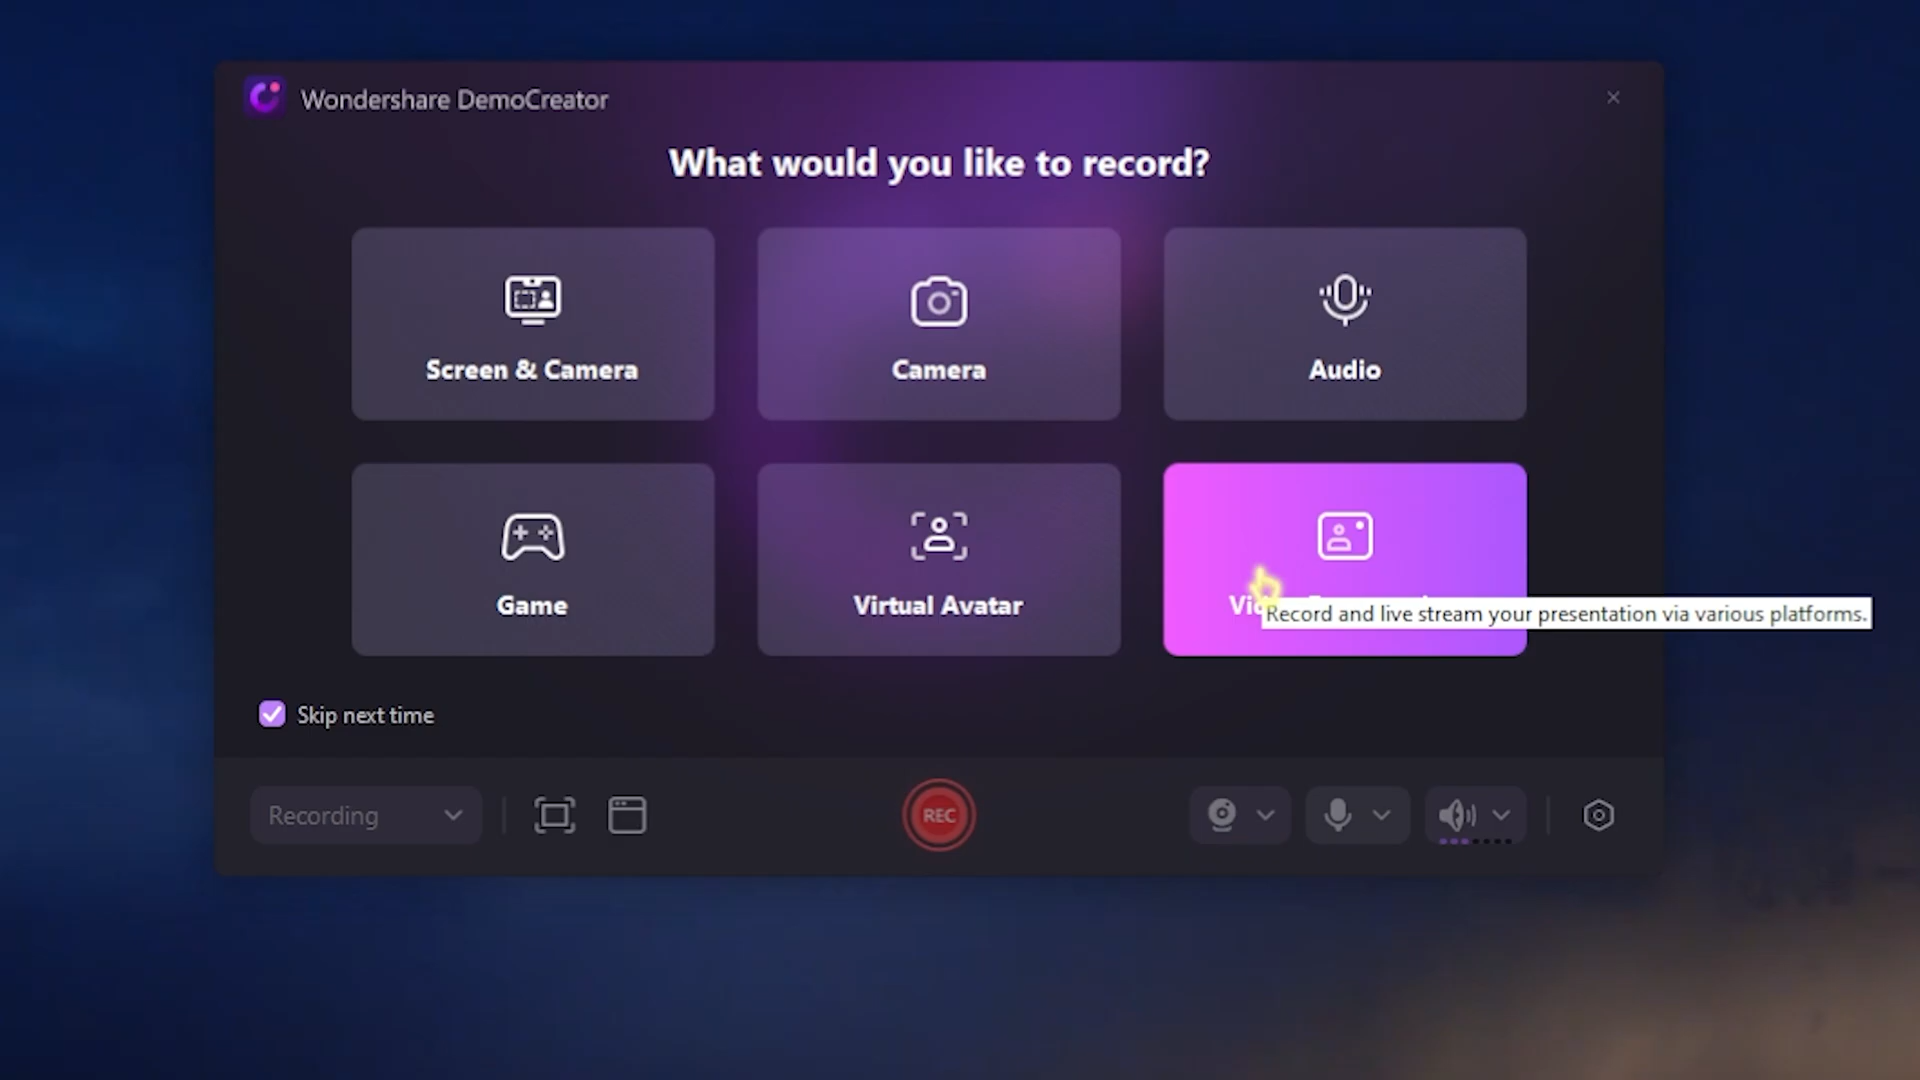 Wondershare DemoCreator
What would you like to record?
Screen & Camera
Camera
Audio
Game
Virtual Avatar
Record and live stream your presentation via various platforms.
Skip next time
Recording
REC